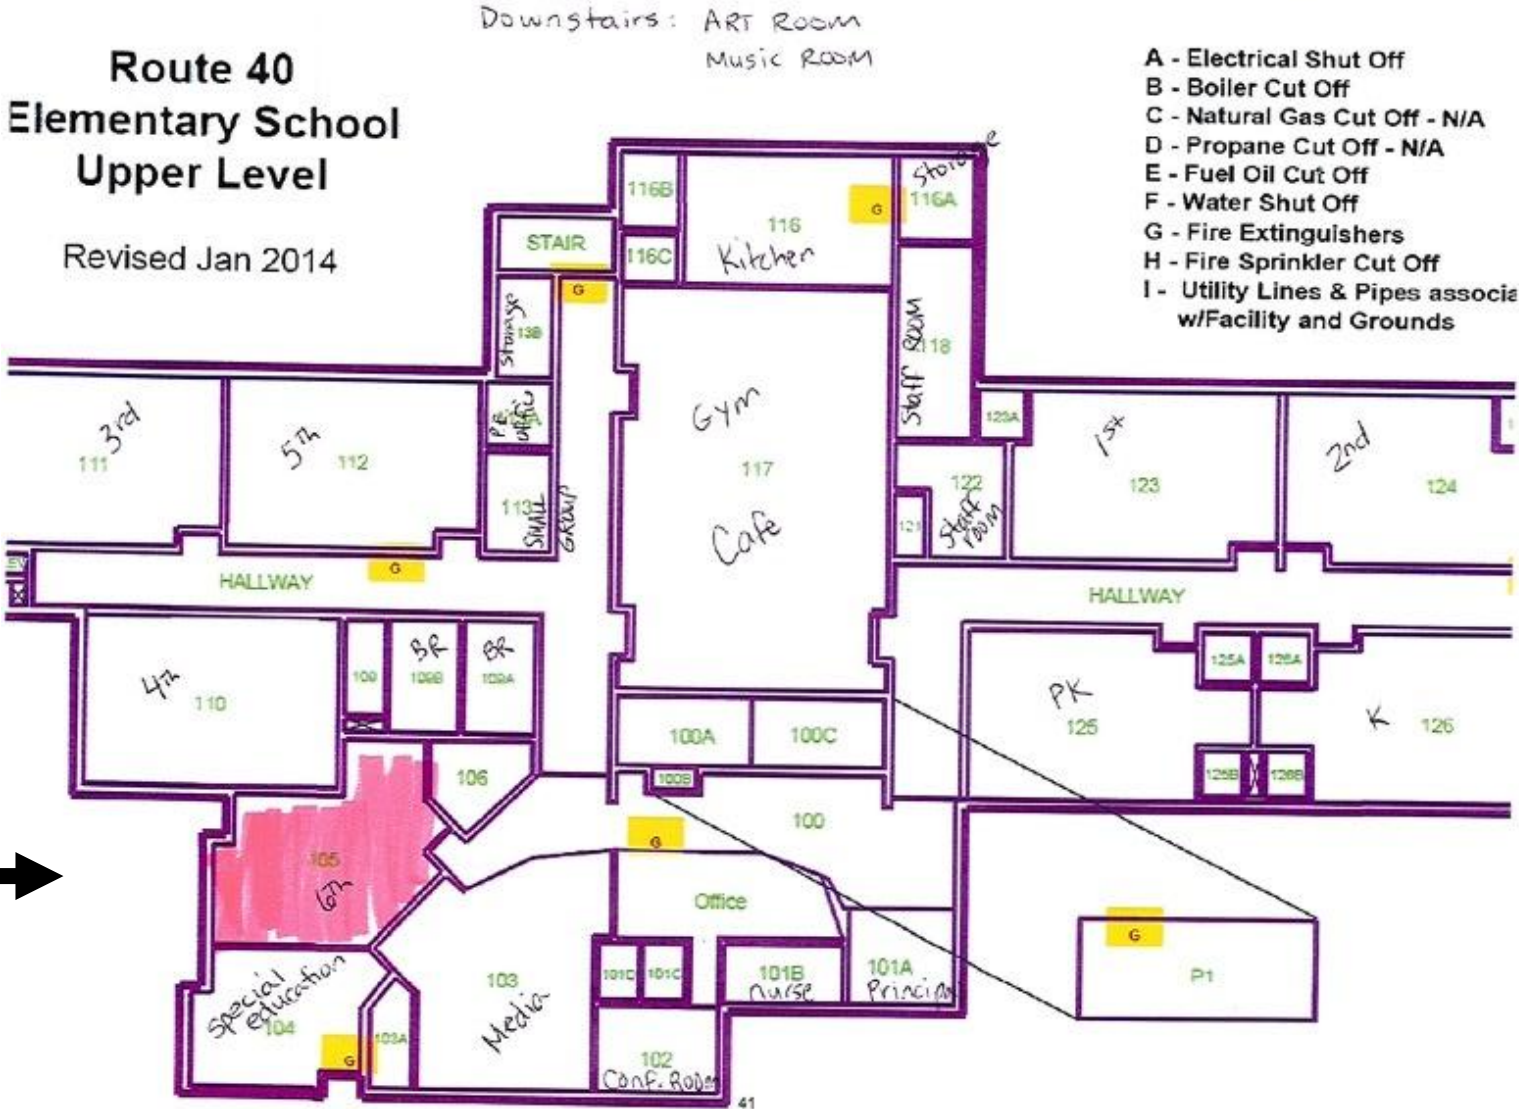 Downstairs: ART ROOM
Music ROOM
Route 40
Elementary School
Upper Level
Revised Jan 2014
A - Electrical Shut Off
B - Boiler Cut Off
C - Natural Gas Cut Off - N/A
D - Propane Cut Off - N/A
E - Fuel Oil Cut Off
F - Water Shut Off
G - Fire Extinguishers
H - Fire Sprinkler Cut Off
I - Utility Lines & Pipes associa
w/Facility and Grounds
116B
116
G
Storage
116A
STAIR
116C
Kitchen
G
Storage
13B
Staff ROOM
118
3rd
111
5th
112
PE
113
SMALL
GROUP
Gym
117
Cafe
123A
122
Staff
room
121
1st
123
2nd
124
HALLWAY
G
HALLWAY
4th
110
109
BR
109B
BR
109A
PK
125
125A
126A
K
126
125B
126B
100A
100C
100B
106
100
G
105
6th
Office
Special
education
104
G
103A
103
Media
101D
101C
101B
nurse
101A
Princip
102
Conf. Room
G
P1
41